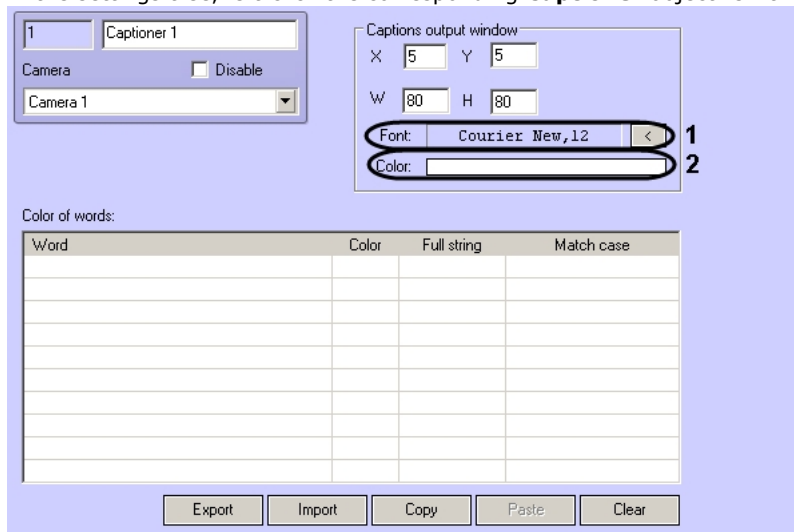 1
Captioner 1
Camera
Disable
Camera 1
Captions output window
X 5 Y 5
W 80 H 80
Font: Courier New,12 < 1
Color: 2
Color of words:
Word Color Full string Match case
Export Import Copy Paste Clear